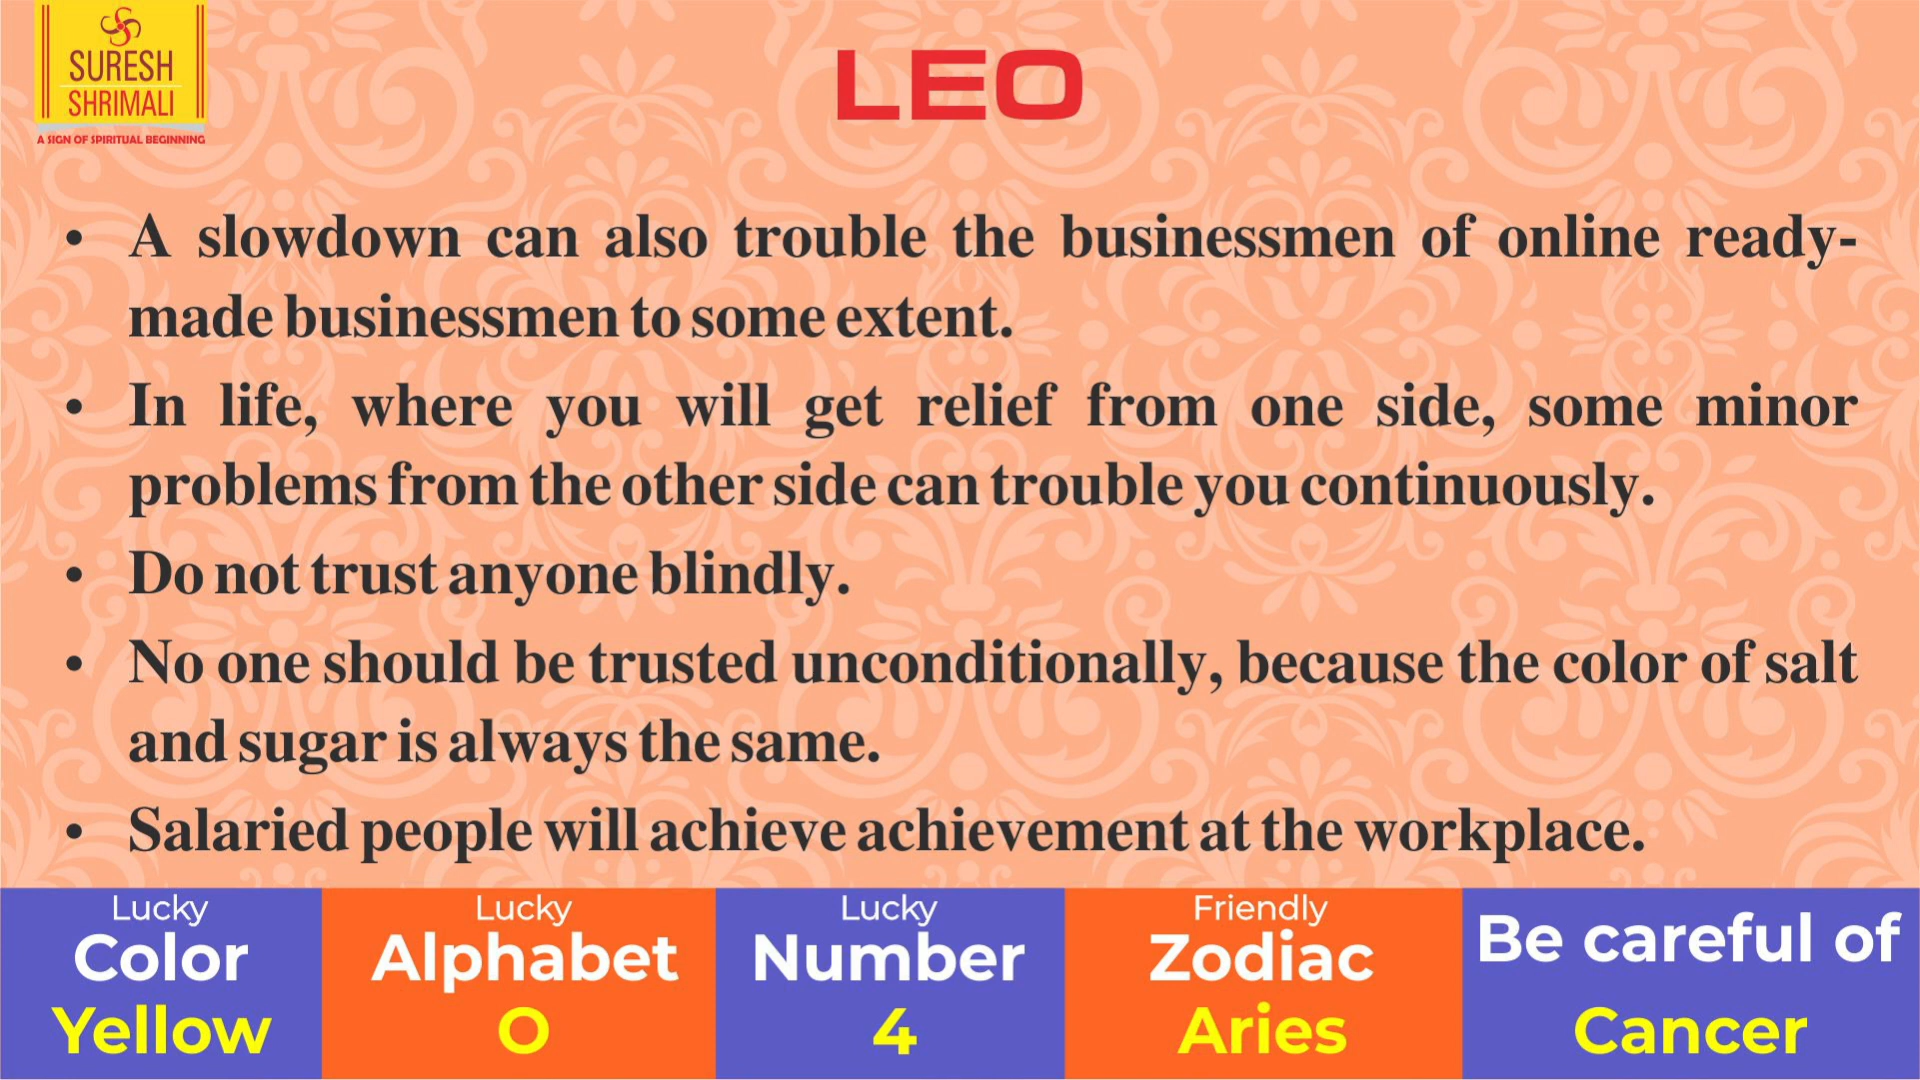 SURESH
SHRIMALI
A SIGN OF SPIRITUAL BEGINNING
LEO
• A slowdown can also trouble the businessmen of online ready-
made businessmen to some extent.
• In life, where you will get relief from one side, some minor
problems from the other side can trouble you continuously.
• Do not trust anyone blindly.
• No one should be trusted unconditionally, because the color of salt
and sugar is always the same.
• Salaried people will achieve achievement at the workplace.
Lucky
Color
Yellow
Lucky
Alphabet
O
Lucky
Number
4
Friendly
Zodiac
Aries
Be careful of
Cancer